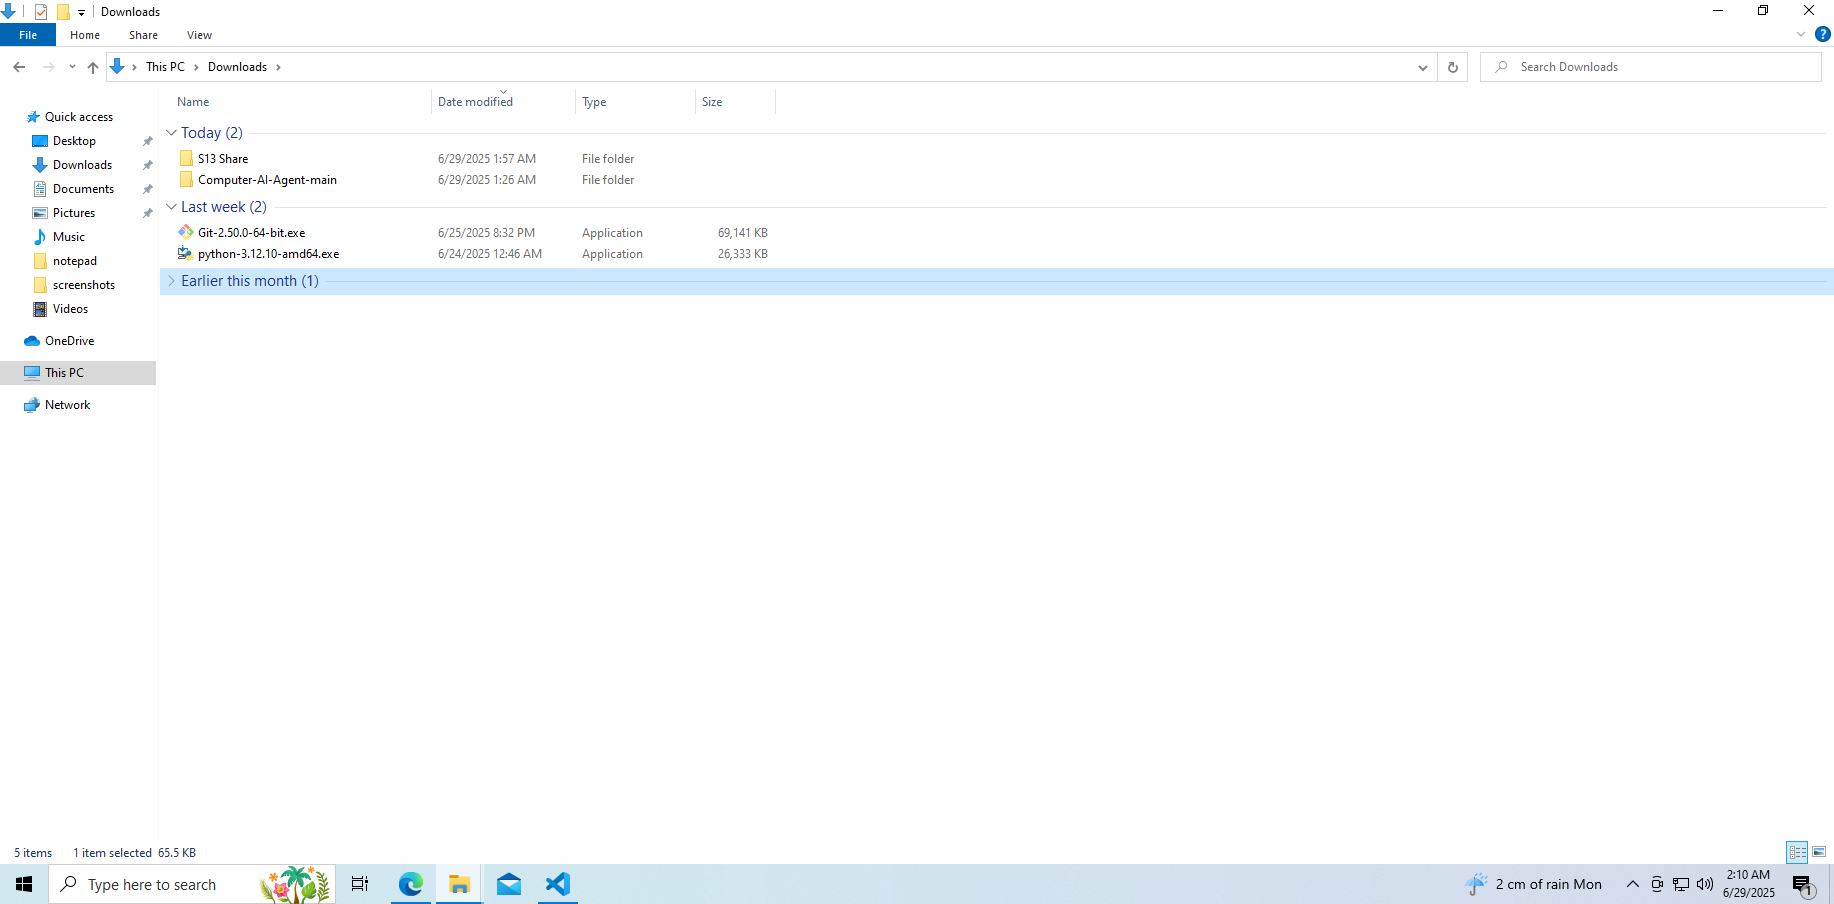 Downloads
File Home Share View ?
This PC Downloads Search Downloads
Name Date modified Type Size
Quick access
Desktop
Downloads
Documents
Pictures
Music
notepad
screenshots
Videos
OneDrive
This PC
Network
Today (2)
S13 Share 6/29/2025 1:57 AM File folder
Computer-AI-Agent-main 6/29/2025 1:26 AM File folder
Last week (2)
Git-2.50.0-64-bit.exe 6/25/2025 8:32 PM Application 69,141 KB
python-3.12.10-amd64.exe 6/24/2025 12:46 AM Application 26,333 KB
Earlier this month (1)
5 items 1 item selected 65.5 KB
Type here to search 2 cm of rain Mon 2:10 AM
6/29/2025 1